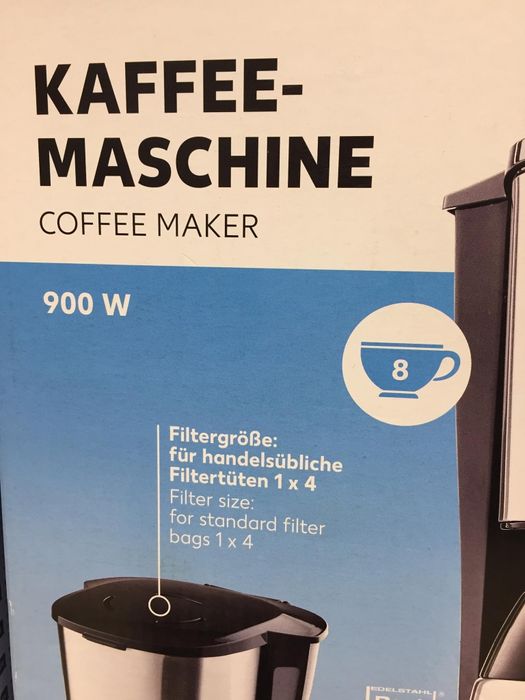 KAFFEE-
MASCHINE
COFFEE MAKER
900 W
8
Filtergröße:
für handelsübliche
Filtertüten 1 x 4
Filter size:
for standard filter
bags 1 x 4
EDELSTAHL